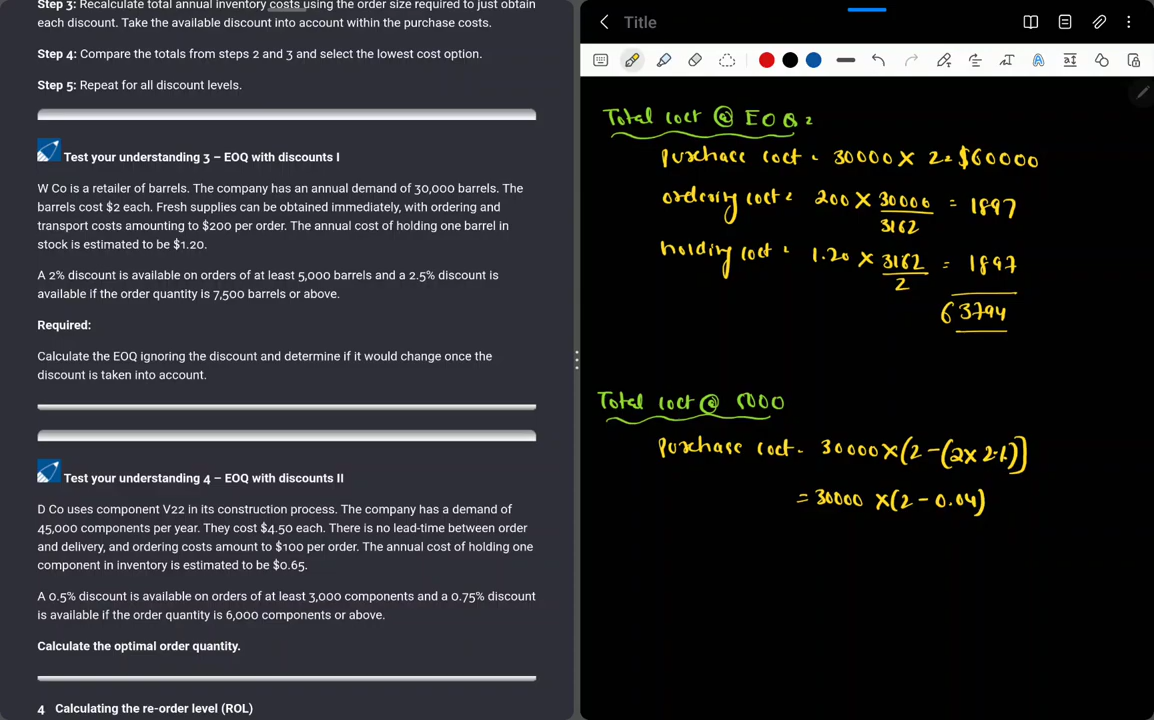 Step 3: Recalculate total annual inventory costs using the order size required to just obtain
each discount. Take the available discount into account within the purchase costs.
Step 4: Compare the totals from steps 2 and 3 and select the lowest cost option.
Step 5: Repeat for all discount levels.
Test your understanding 3 – EOQ with discounts I
W Co is a retailer of barrels. The company has an annual demand of 30,000 barrels. The
barrels cost $2 each. Fresh supplies can be obtained immediately, with ordering and
transport costs amounting to $200 per order. The annual cost of holding one barrel in
stock is estimated to be $1.20.
A 2% discount is available on orders of at least 5,000 barrels and a 2.5% discount is
available if the order quantity is 7,500 barrels or above.
Required:
Calculate the EOQ ignoring the discount and determine if it would change once the
discount is taken into account.
Test your understanding 4 – EOQ with discounts II
D Co uses component V22 in its construction process. The company has a demand of
45,000 components per year. They cost $4.50 each. There is no lead-time between order
and delivery, and ordering costs amount to $100 per order. The annual cost of holding one
component in inventory is estimated to be $0.65.
A 0.5% discount is available on orders of at least 3,000 components and a 0.75% discount
is available if the order quantity is 6,000 components or above.
Calculate the optimal order quantity.
4 Calculating the re-order level (ROL)
Title
Total cost @ EOQ =
purchase cost = 30000 × 2 = $60000
ordering cost = 200 × 30000/3162 = 1897
holding cost = 1.20 × 3162/2 = 1897
63794
Total cost @ 5000
Purchase cost = 30000 × (2 - (2 × 2%))
= 30000 × (2 - 0.04)